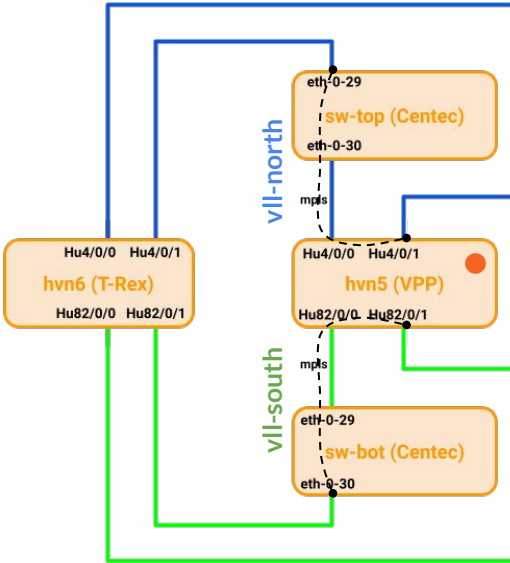 eth-0-29
sw-top (Centec)
eth-0-30
vll-north
mpls
Hu4/0/0 Hu4/0/1
hvn6 (T-Rex)
Hu82/0/0 Hu82/0/1
Hu4/0/0 Hu4/0/1
hvn5 (VPP)
Hu82/0/0 Hu82/0/1
mpls
vll-south
eth-0-29
sw-bot (Centec)
eth-0-30